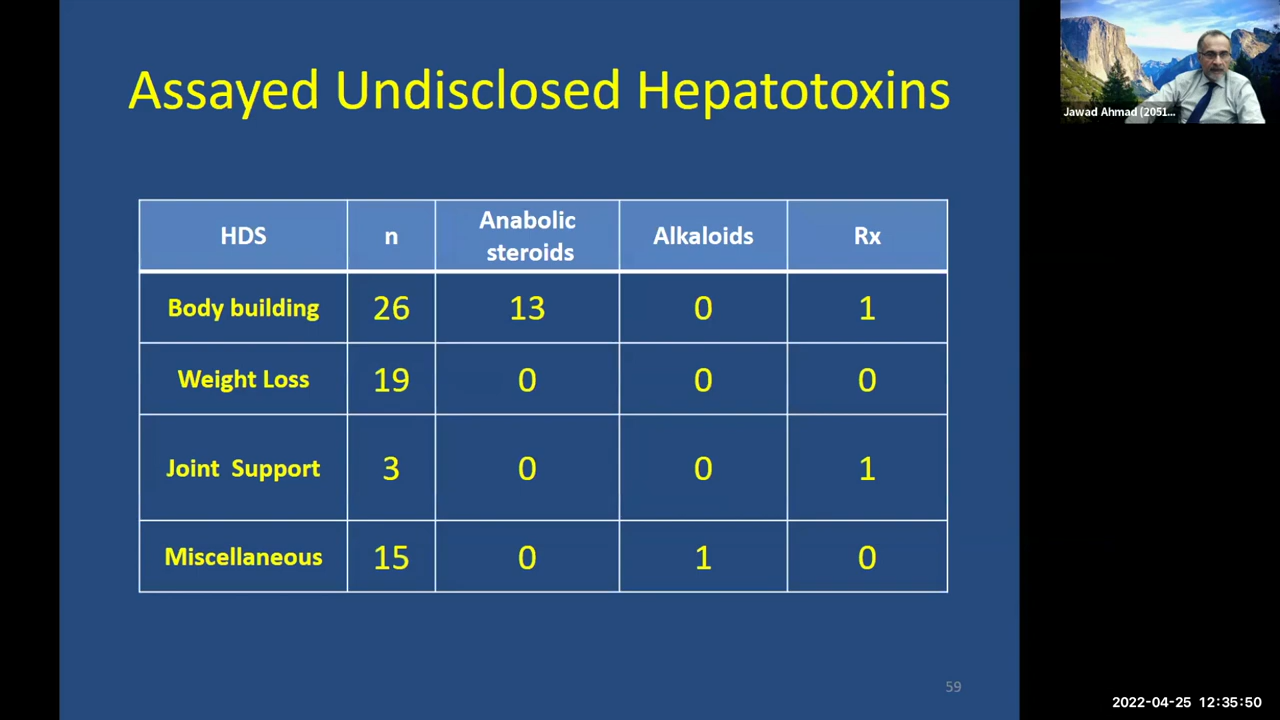 Assayed Undisclosed Hepatotoxins
Jawad Ahmad (2051...
HDS n Anabolic steroids Alkaloids Rx
Body building 26 13 0 1
Weight Loss 19 0 0 0
Joint Support 3 0 0 1
Miscellaneous 15 0 1 0
59
2022-04-25 12:35:50